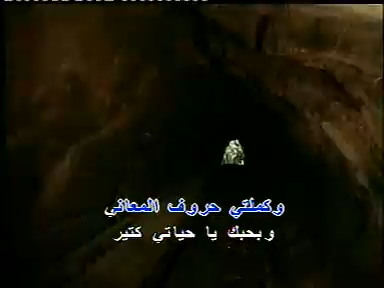 وكملتي حروف المعاني
وبحبك يا حياتي كتير